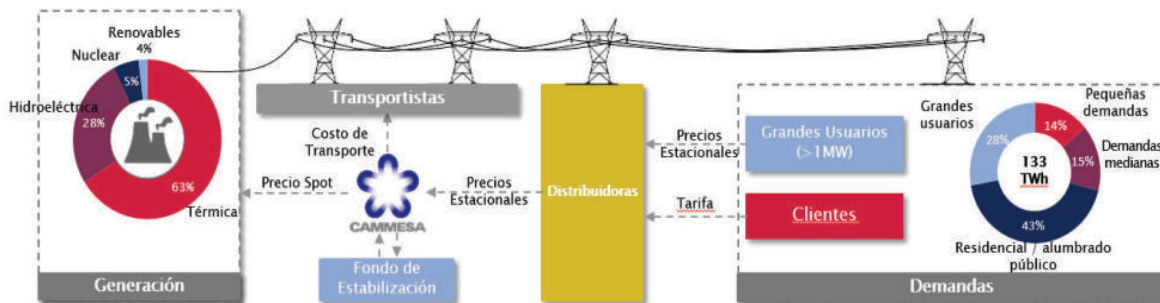 Renovables
4%
Nuclear
5%
Hidroeléctrica
28%
63%
Térmica
Generación
Transportistas
Costo de
Transporte
Precio Spot
CAMMESA
Precios
Estacionales
Fondo de
Estabilización
Distribuidoras
Precios
Estacionales
Tarifa
Grandes Usuarios
(>1MW)
Clientes
Grandes
usuarios
28%
Pequeñas
demandas
14%
15%
Demandas
medianas
133
TWh
43%
Residencial / alumbrado
público
Demandas